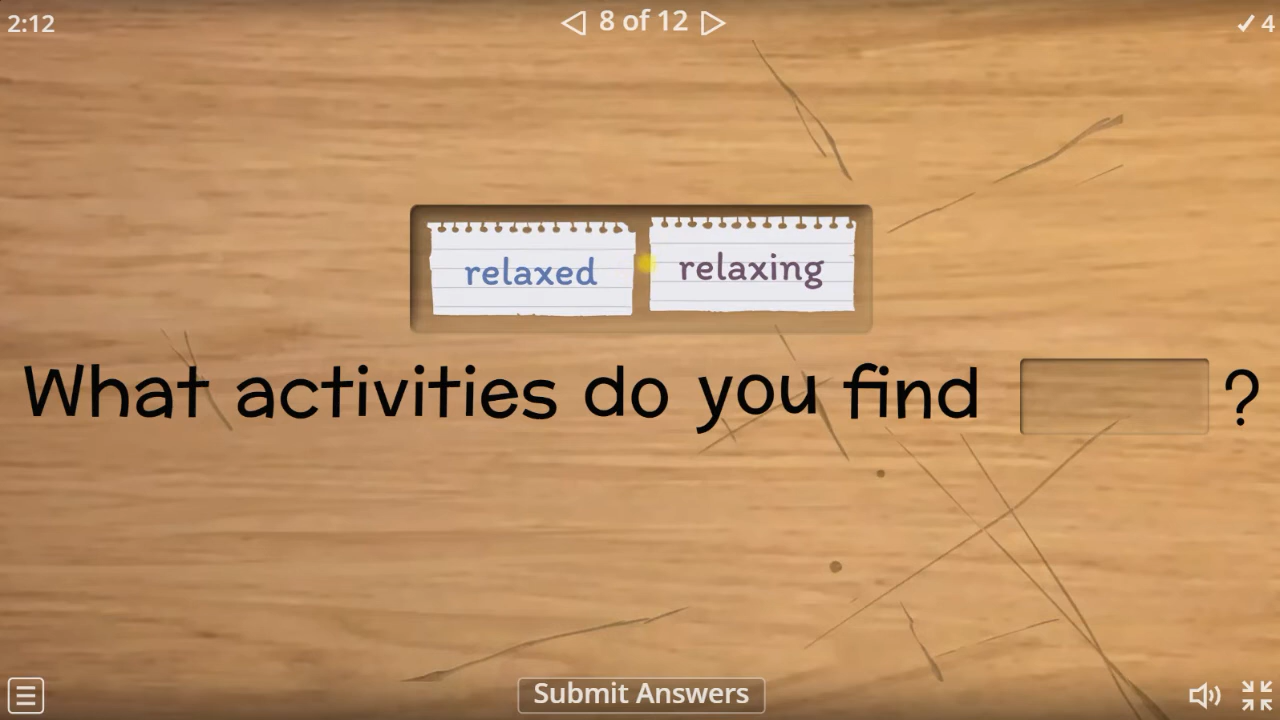 2:12
8 of 12
4
relaxed
relaxing
What activities do you find ?
Submit Answers